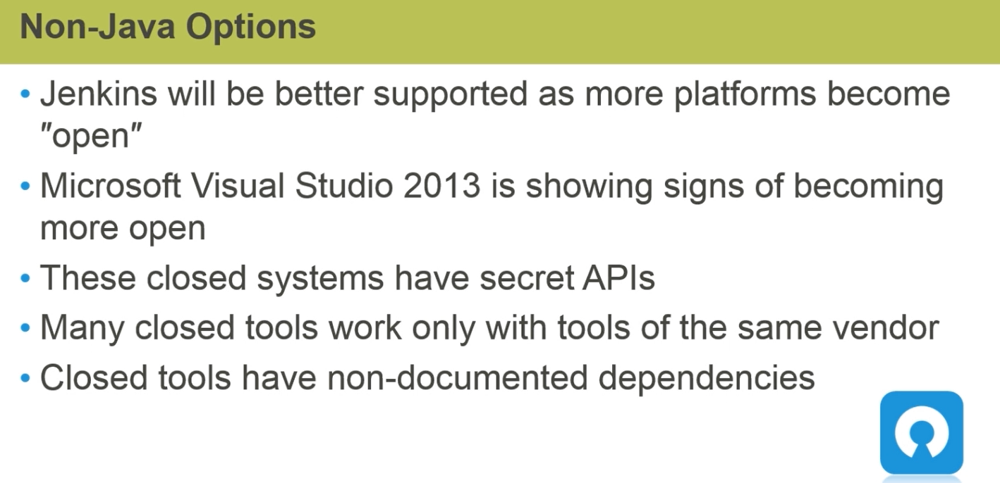 Non-Java Options
• Jenkins will be better supported as more platforms become
"open"
• Microsoft Visual Studio 2013 is showing signs of becoming
more open
• These closed systems have secret APIs
• Many closed tools work only with tools of the same vendor
• Closed tools have non-documented dependencies